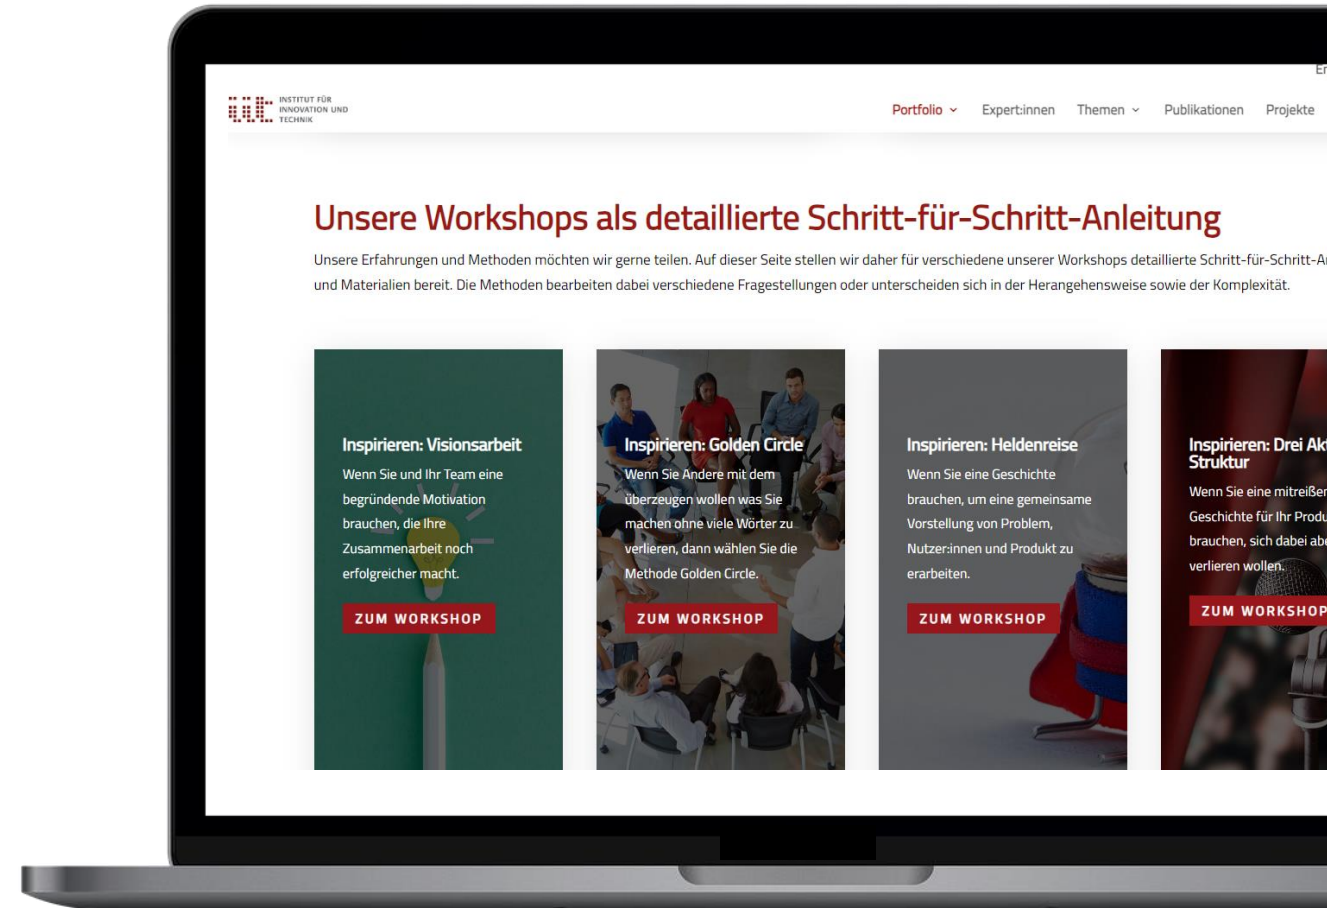 En
INSTITUT FÜR
INNOVATION UND
TECHNIK
Portfolio Expert:innen Themen Publikationen Projekte
Unsere Workshops als detaillierte Schritt-für-Schritt-Anleitung
Unsere Erfahrungen und Methoden möchten wir gerne teilen. Auf dieser Seite stellen wir daher für verschiedene unserer Workshops detaillierte Schritt-für-Schritt-An
und Materialien bereit. Die Methoden bearbeiten dabei verschiedene Fragestellungen oder unterscheiden sich in der Herangehensweise sowie der Komplexität.
Inspirieren: Visionsarbeit
Wenn Sie und Ihr Team eine
begründende Motivation
brauchen, die Ihre
Zusammenarbeit noch
erfolgreicher macht.
ZUM WORKSHOP
Inspirieren: Golden Circle
Wenn Sie Andere mit dem
überzeugen wollen was Sie
machen ohne viele Wörter zu
verlieren, dann wählen Sie die
Methode Golden Circle.
ZUM WORKSHOP
Inspirieren: Heldenreise
Wenn Sie eine Geschichte
brauchen, um eine gemeinsame
Vorstellung von Problem,
Nutzer:innen und Produkt zu
erarbeiten.
ZUM WORKSHOP
Inspirieren: Drei Akt
Struktur
Wenn Sie eine mitreißen
Geschichte für Ihr Produ
brauchen, sich dabei abe
verlieren wollen.
ZUM WORKSHOP